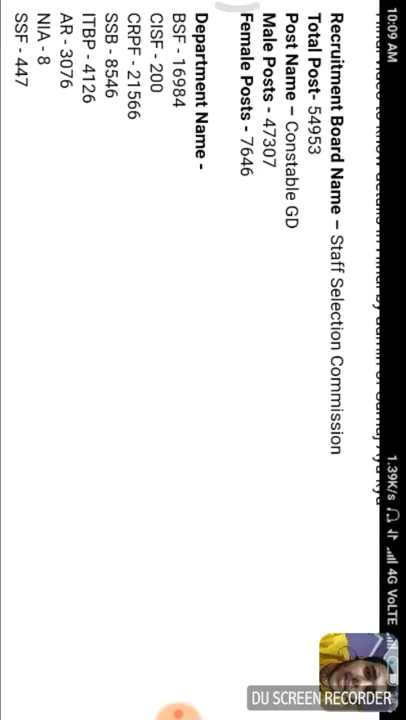 10:09 AM 1.39K/s 4G VoLTE
Recruitment Board Name – Staff Selection Commission
Total Post- 54953
Post Name – Constable GD
Male Posts - 47307
Female Posts - 7646
Department Name -
BSF - 16984
CISF - 200
CRPF - 21566
SSB - 8546
ITBP - 4126
AR - 3076
NIA - 8
SSF - 447
DU SCREEN RECORDER